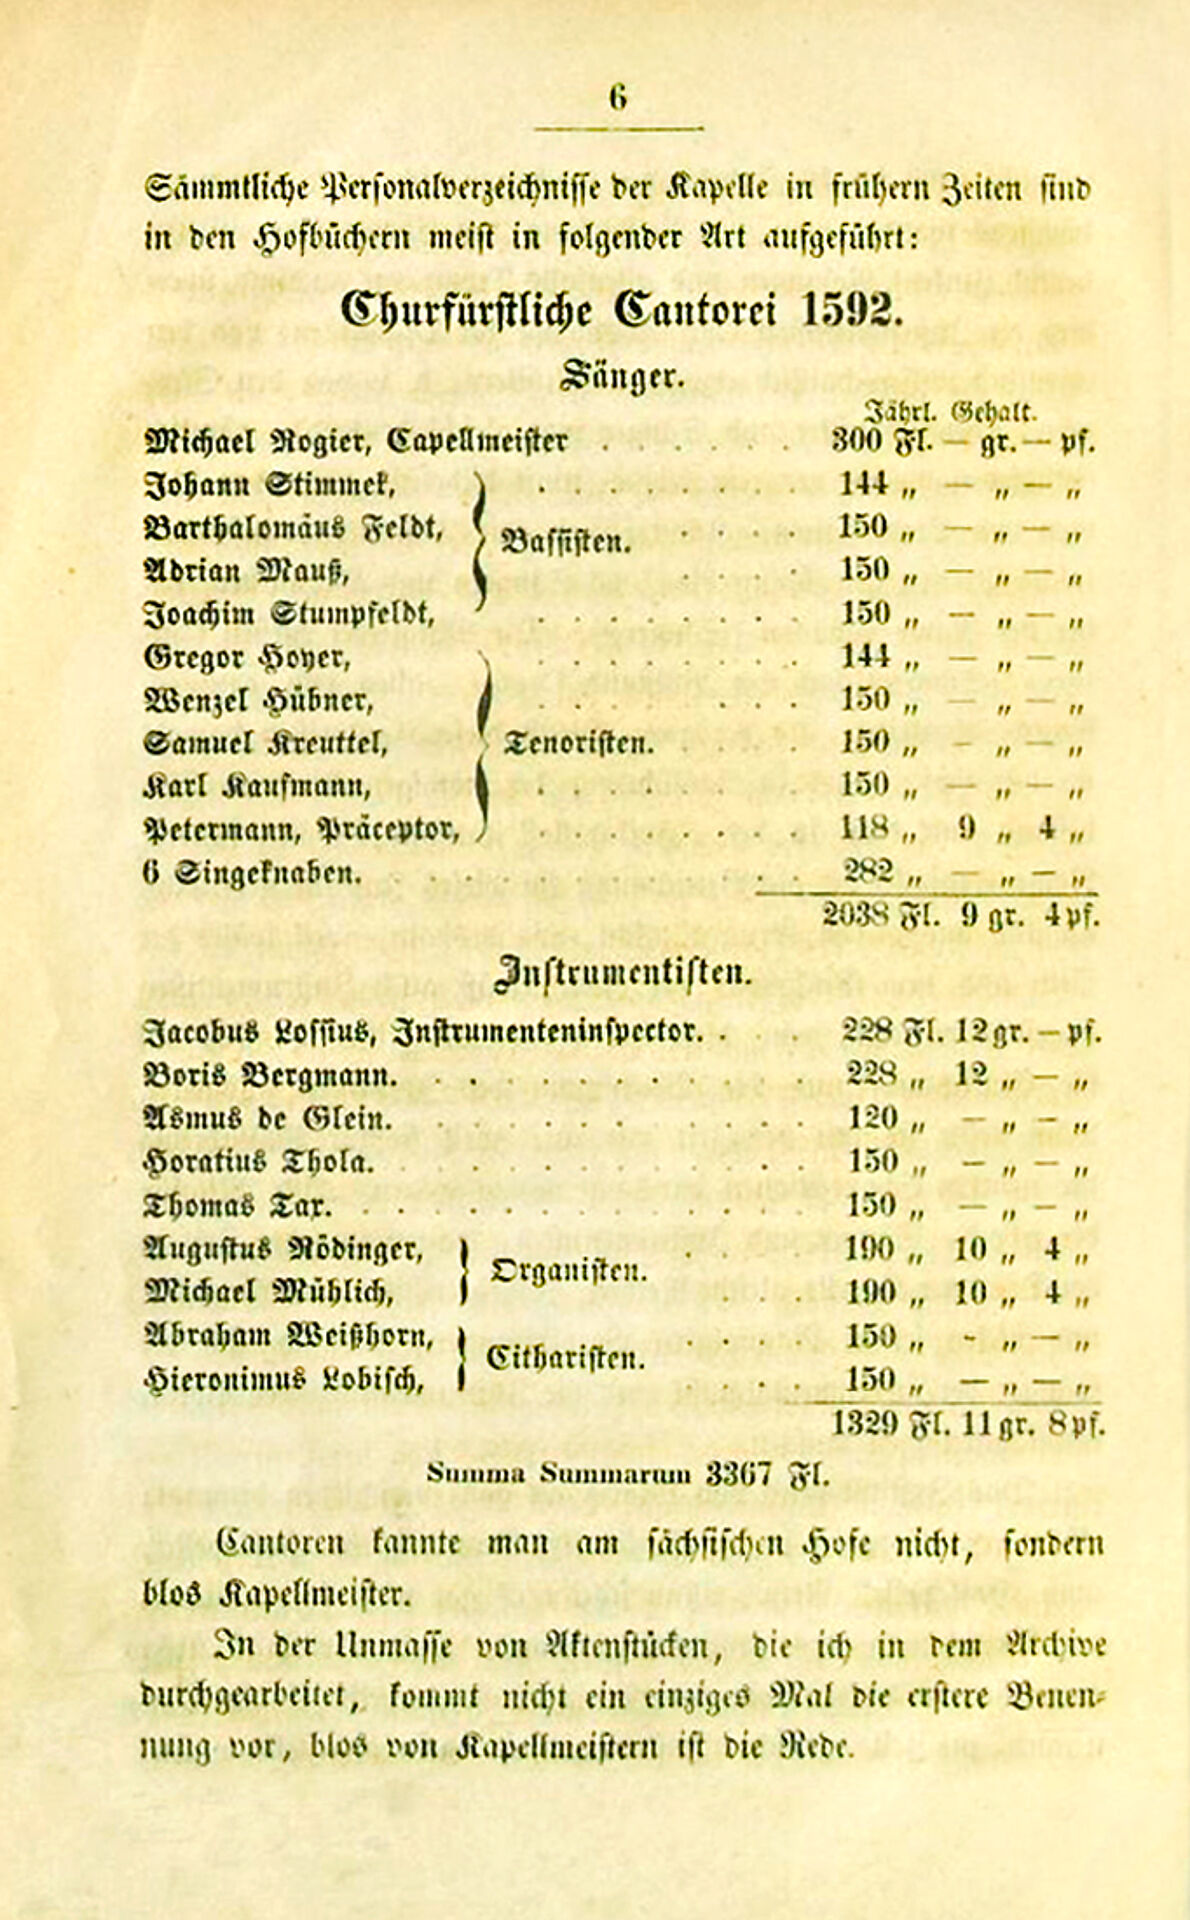 6
Sämmtliche Personalverzeichnisse der Kapelle in frühern Zeiten sind
in den Hofbüchern meist in folgender Art aufgeführt:
Churfürstliche Cantorei 1592.
Sänger.
Jährl. Gehalt.
Michael Rogier, Capellmeister . . . . . . 300 Fl. — gr. — pf.
Johann Stimmek, . . . . . . . 144 „ — „ — „
Barthalomäus Feldt, } Bassisten. . . . . 150 „ — „ — „
Adrian Mauß, . . . . 150 „ — „ — „
Joachim Stumpfeldt, . . . . . . . 150 „ — „ — „
Gregor Hoyer, . . . . . . . 144 „ — „ — „
Wenzel Hübner, . . . . . . . 150 „ — „ — „
Samuel Kreuttel, } Tenoristen. . . . . 150 „ — „ — „
Karl Kaufmann, . . . . . . . 150 „ — „ — „
Petermann, Präceptor, . . . . . . . 118 „ 9 „ 4 „
6 Singeknaben. . . . . . . . . . . 282 „ — „ — „
2038 Fl. 9 gr. 4 pf.
Instrumentisten.
Jacobus Lossius, Instrumenteninspector. . . . 228 Fl. 12 gr. — pf.
Boris Bergmann. . . . . . . . . . . 228 „ 12 „ — „
Asmus de Glein. . . . . . . . . . . 120 „ — „ — „
Horatius Thola. . . . . . . . . . . 150 „ — „ — „
Thomas Tax. . . . . . . . . . . . 150 „ — „ — „
Augustus Rödinger, } Organisten. . . . . 190 „ 10 „ 4 „
Michael Mühlich, . . . . 190 „ 10 „ 4 „
Abraham Weißhorn, } Citharisten. . . . . 150 „ - „ — „
Hieronimus Lobisch, . . . . 150 „ — „ — „
1329 Fl. 11 gr. 8 pf.
Summa Summarum 3367 Fl.
Cantoren kannte man am sächsischen Hofe nicht, sondern
blos Kapellmeister.
In der Unmasse von Aktenstücken, die ich in dem Archive
durchgearbeitet, kommt nicht ein einziges Mal die erstere Benen-
nung vor, blos von Kapellmeistern ist die Rede.